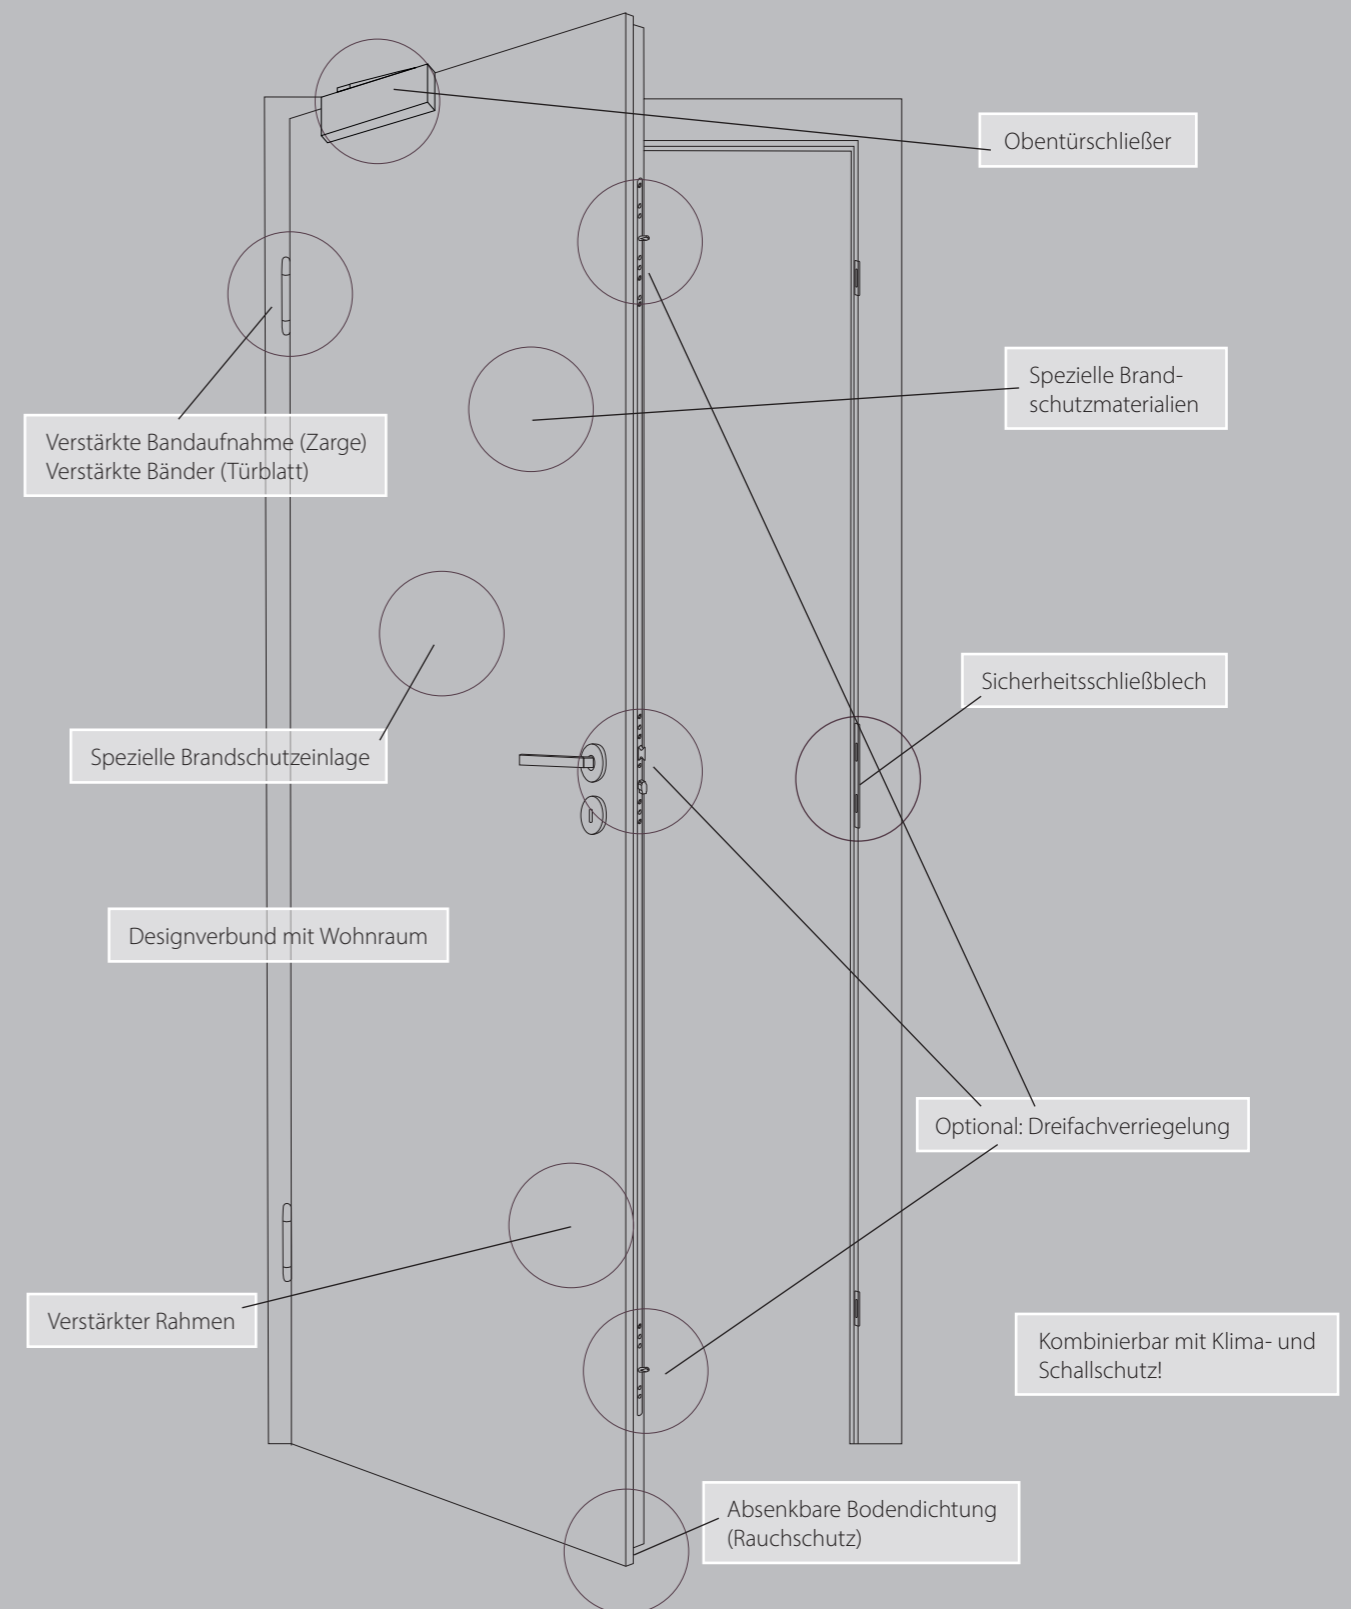 Obentürschließer
Spezielle Brand-
schutzmaterialien
Verstärkte Bandaufnahme (Zarge)
Verstärkte Bänder (Türblatt)
Sicherheitsschließblech
Spezielle Brandschutzeinlage
Designverbund mit Wohnraum
Optional: Dreifachverriegelung
Verstärkter Rahmen
Kombinierbar mit Klima- und
Schallschutz!
Absenkbare Bodendichtung
(Rauchschutz)